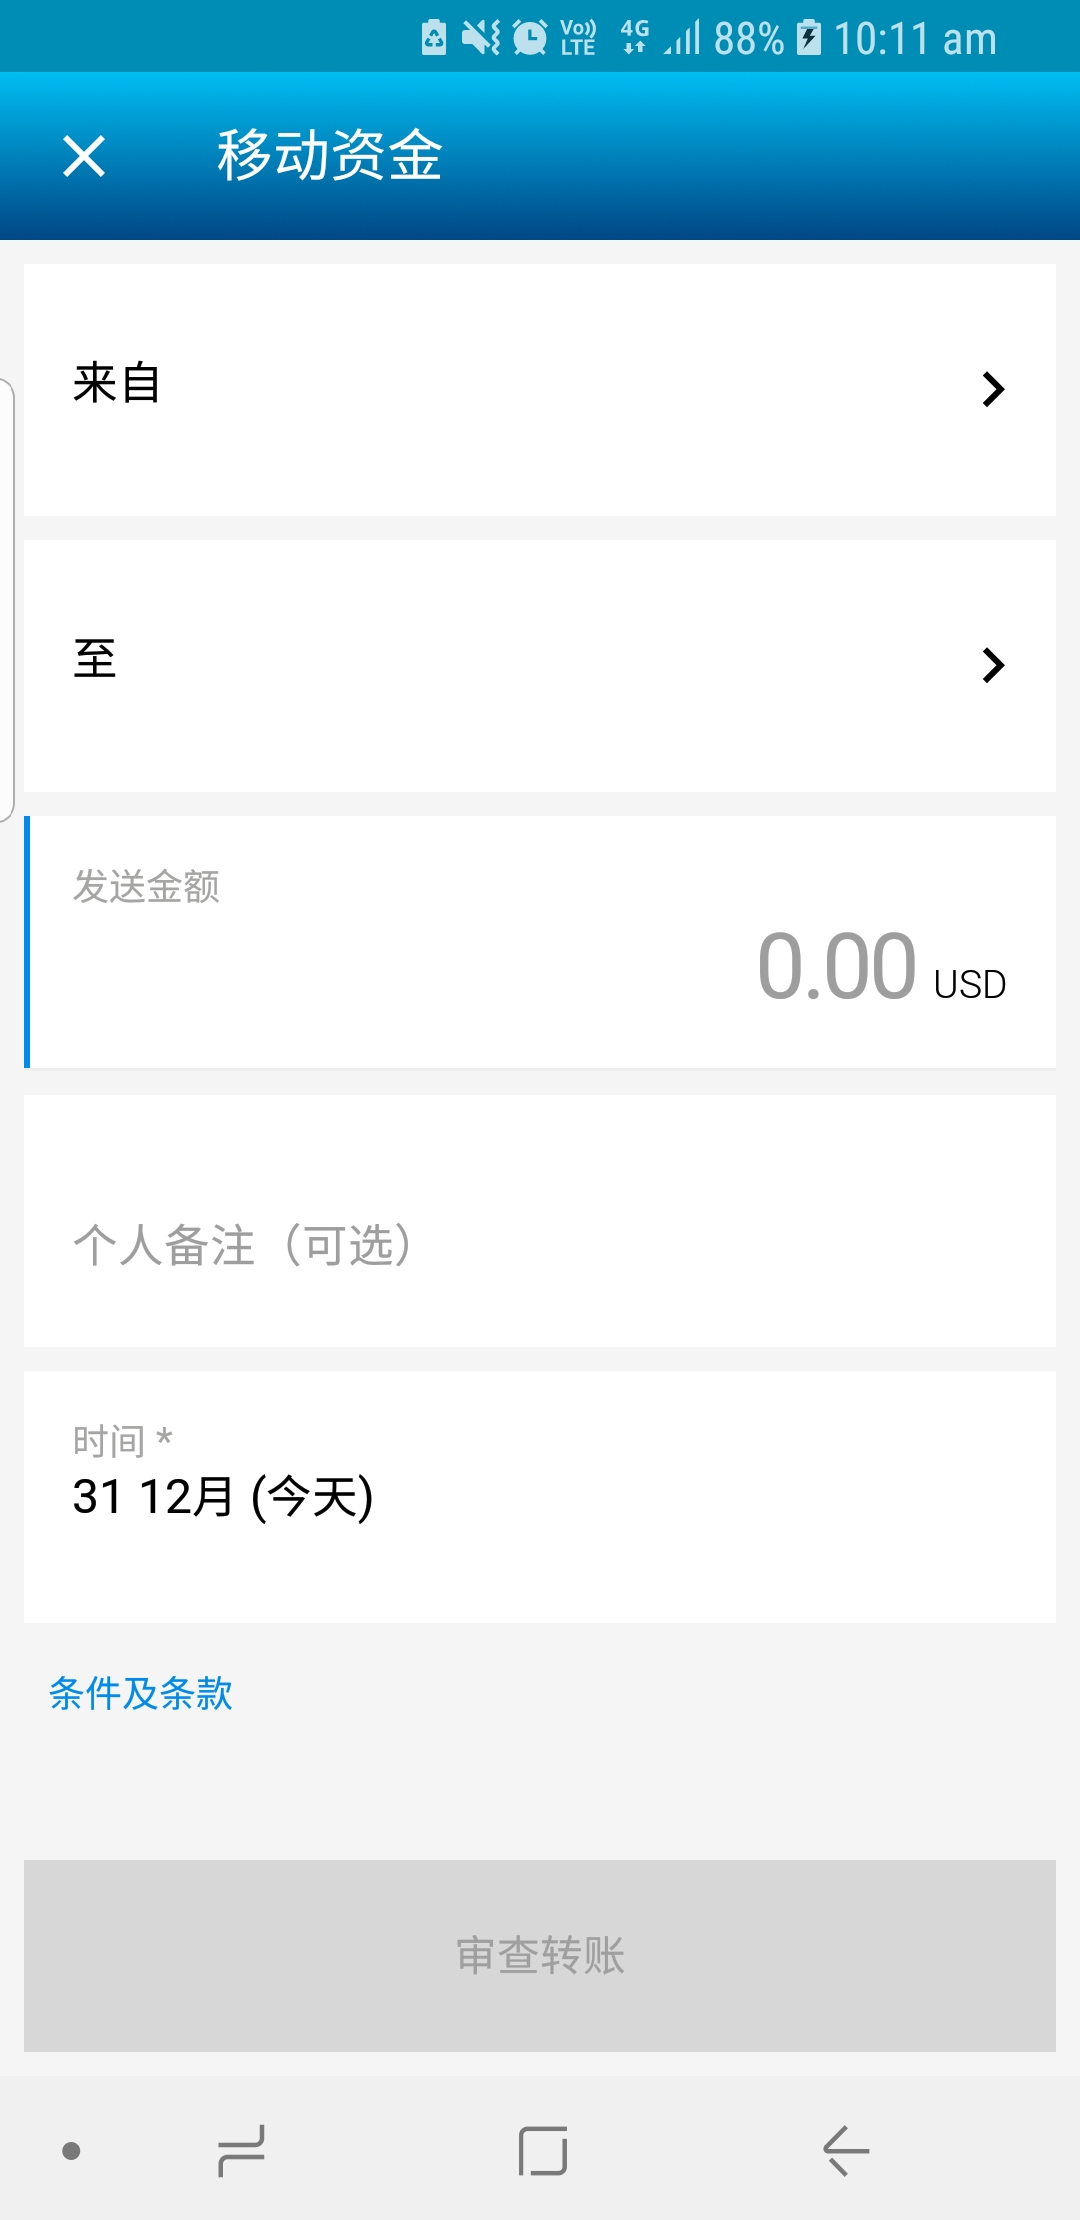 Vo)) LTE 4G 88% 10:11 am
移动资金
来自
至
发送金额
0.00 USD
个人备注（可选）
时间 *
31 12月 (今天)
条件及条款
审查转账